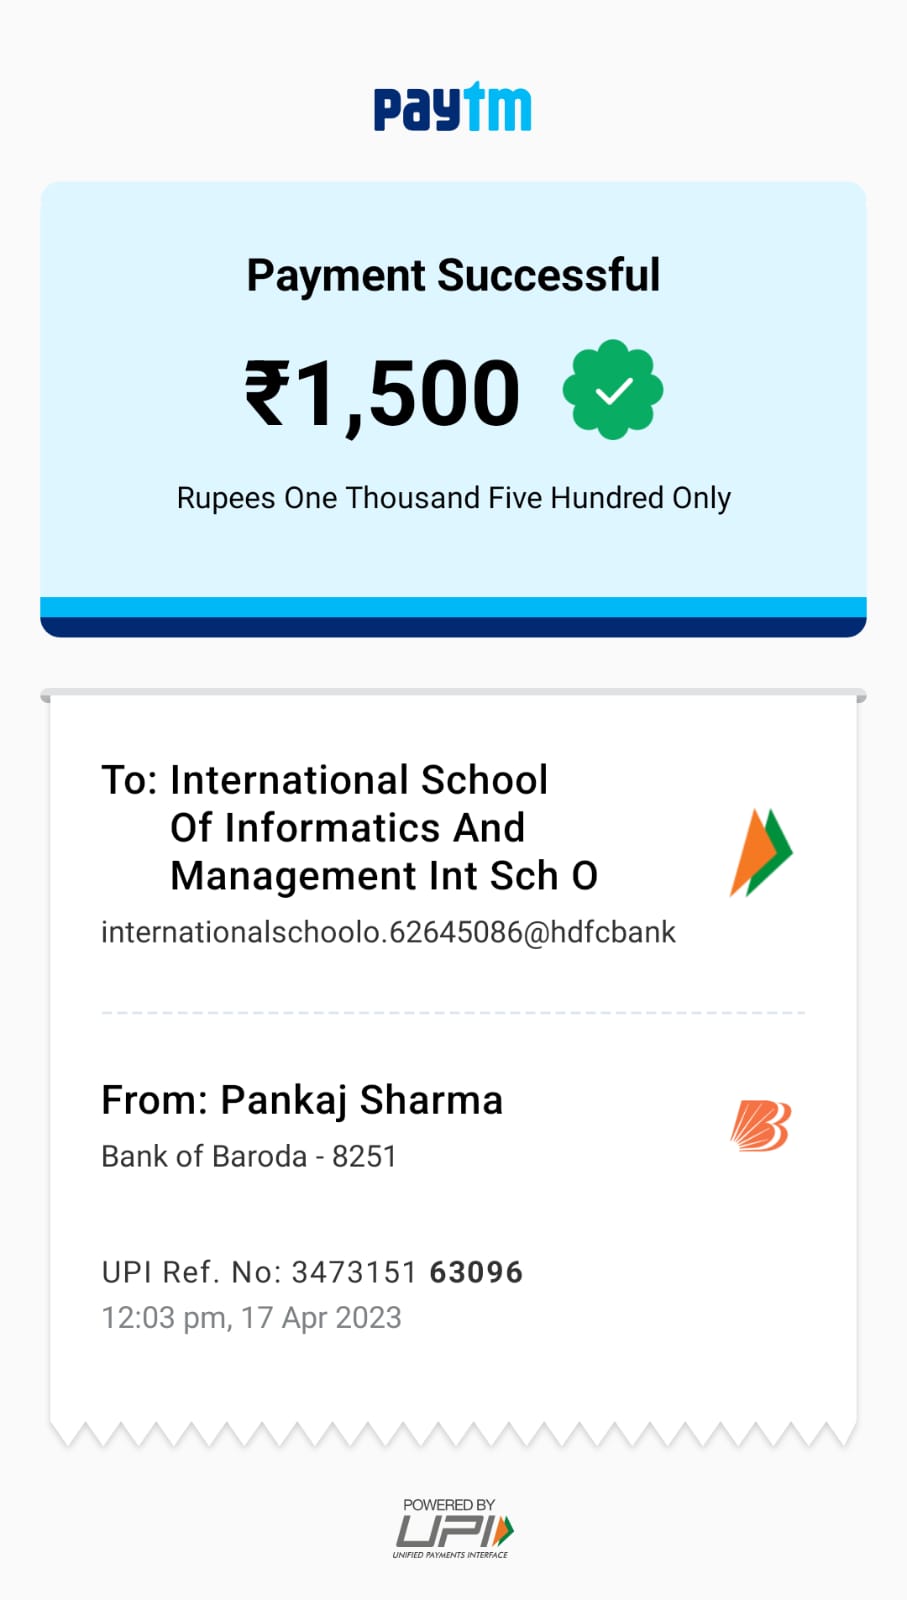 paytm
Payment Successful
₹1,500
Rupees One Thousand Five Hundred Only
To: International School
Of Informatics And
Management Int Sch O
internationalschoolo.62645086@hdfcbank
From: Pankaj Sharma
Bank of Baroda - 8251
UPI Ref. No: 3473151 63096
12:03 pm, 17 Apr 2023
POWERED BY
UPI
UNIFIED PAYMENTS INTERFACE